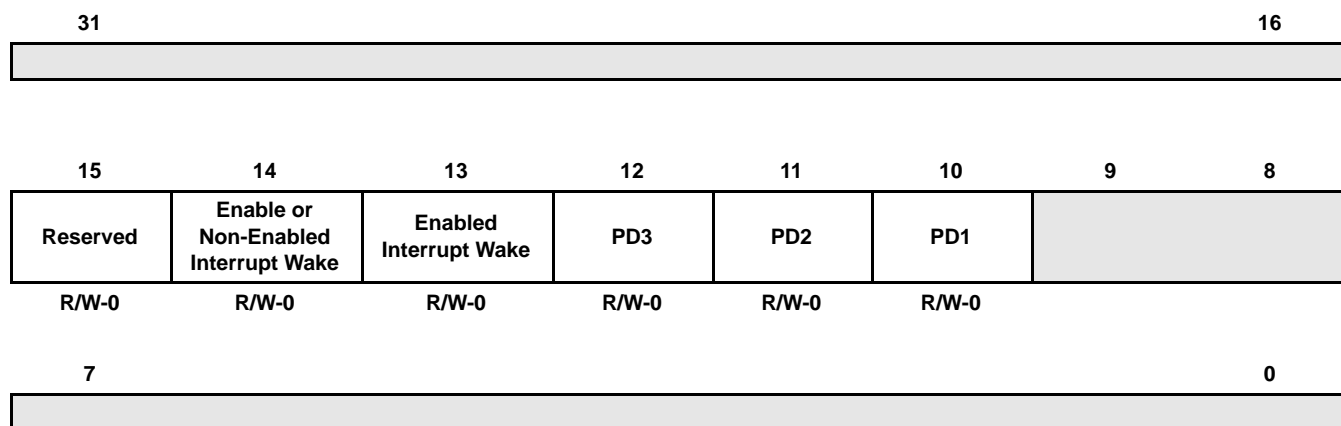 31 16
15 14 13 12 11 10 9 8
Reserved
Enable or
Non-Enabled
Interrupt Wake
Enabled
Interrupt Wake
PD3
PD2
PD1
R/W-0 R/W-0 R/W-0 R/W-0 R/W-0 R/W-0
7 0